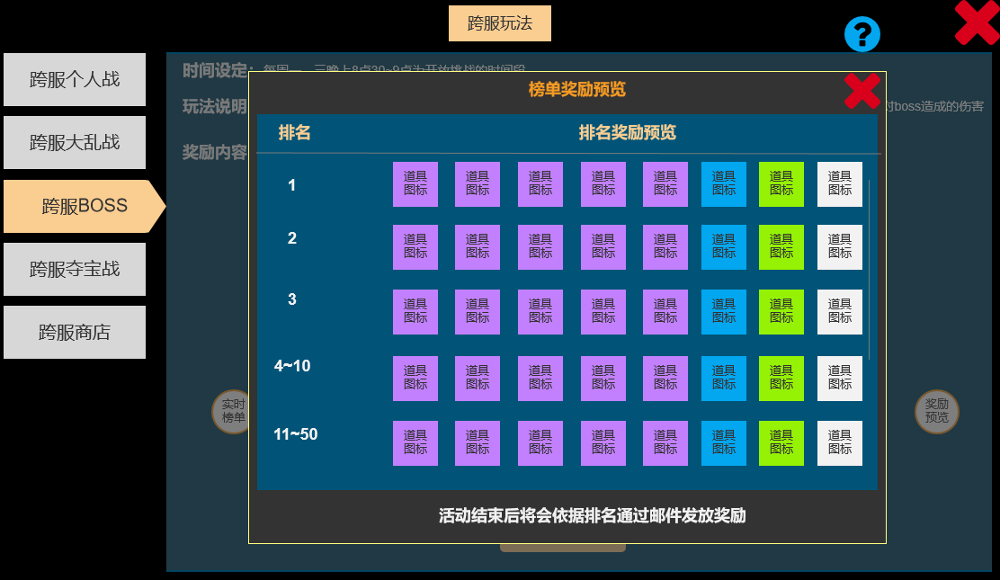 跨服玩法
?
跨服个人战
跨服大乱战
跨服BOSS
跨服夺宝战
跨服商店
时间设定：每周一、三晚上8点30~9点为开放挑战的时间段
玩法说明
对boss造成的伤害
奖励内容
榜单奖励预览
排名 排名奖励预览
1 道具图标 道具图标 道具图标 道具图标 道具图标 道具图标 道具图标 道具图标
2 道具图标 道具图标 道具图标 道具图标 道具图标 道具图标 道具图标 道具图标
3 道具图标 道具图标 道具图标 道具图标 道具图标 道具图标 道具图标 道具图标
4~10 道具图标 道具图标 道具图标 道具图标 道具图标 道具图标 道具图标 道具图标
11~50 道具图标 道具图标 道具图标 道具图标 道具图标 道具图标 道具图标 道具图标
活动结束后将会依据排名通过邮件发放奖励
实时
榜单
奖励
预览